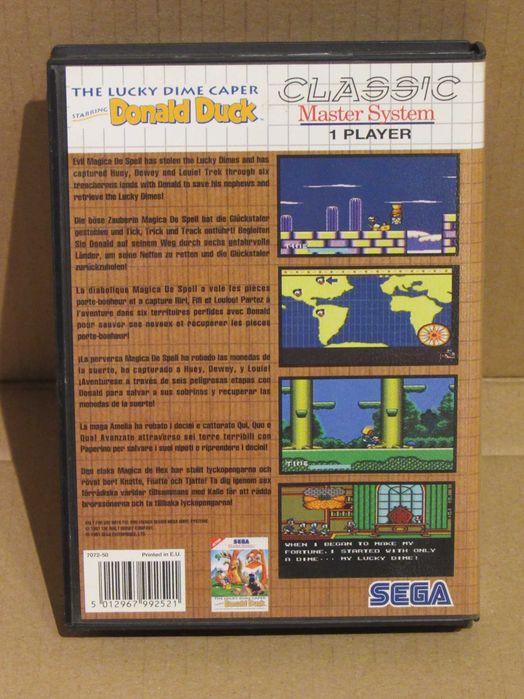 THE LUCKY DIME CAPER
STARRING Donald Duck™
CLASSIC
Master System
1 PLAYER
Evil Magica De Spell has stolen the Lucky Dimes and has
captured Huey, Dewey and Louie! Trek through six
treacherous lands with Donald to save his nephews and
retrieve the Lucky Dimes!
Die böse Zauberin Magica De Spell hat die Glückstaler
gestohlen und Tick, Trick und Track entführt! Begleiten
Sie Donald auf seinem Weg durch sechs gefahrvolle
Länder, um seine Neffen zu retten und die Glückstaler
zurückzuholen!
La diabolique Magica De Spell a volé les pièces
porte-bonheur et a capturé Riri, Fifi et Loulou! Partez à
l'aventure dans six territoires perfides avec Donald
pour sauver ses neveux et récupérer les pièces
porte-bonheur!
¡La perversa Magica De Spell ha robado las monedas de
la suerte, ha capturado a Huey, Dewey, y Louie!
¡Aventurese a través de seis peligrosas etapas con
Donald para salvar a sus sobrinos y recuperar las
monedas de la suerte!
La maga Amelia ha rubato i decini e catturato Qui, Quo e
Qua! Avanzate attraverso sei terre terribili con
Paperino per salvare i suoi nipoti e riprendere i decini!
Den elaka Magica de Hex har stulit lyckopengarna och
rövat bort Knatte, Fnatte och Tjatte! Ta dig igenom sex
förrädiska världar tillsammans med Kalle för att rädda
brorssönerna och ta tillbaka lyckopengarna!
TIME
TIME
WHEN I BEGAN TO MAKE MY
FORTUNE, I STARTED WITH ONLY
A DIME... MY LUCKY DIME!
7072-50
Printed in E.U.
5 012967 992521
SEGA
THE LUCKY DIME CAPER
Donald Duck
SEGA